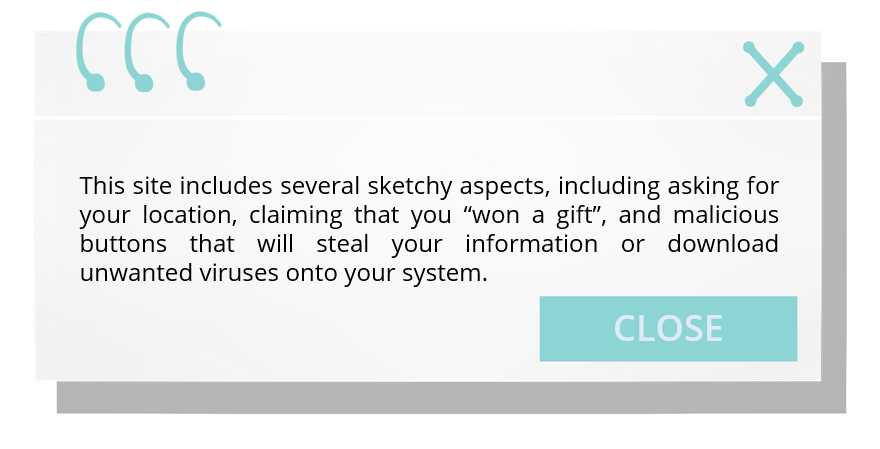 This site includes several sketchy aspects, including asking for
your location, claiming that you “won a gift”, and malicious
buttons that will steal your information or download
unwanted viruses onto your system.
CLOSE